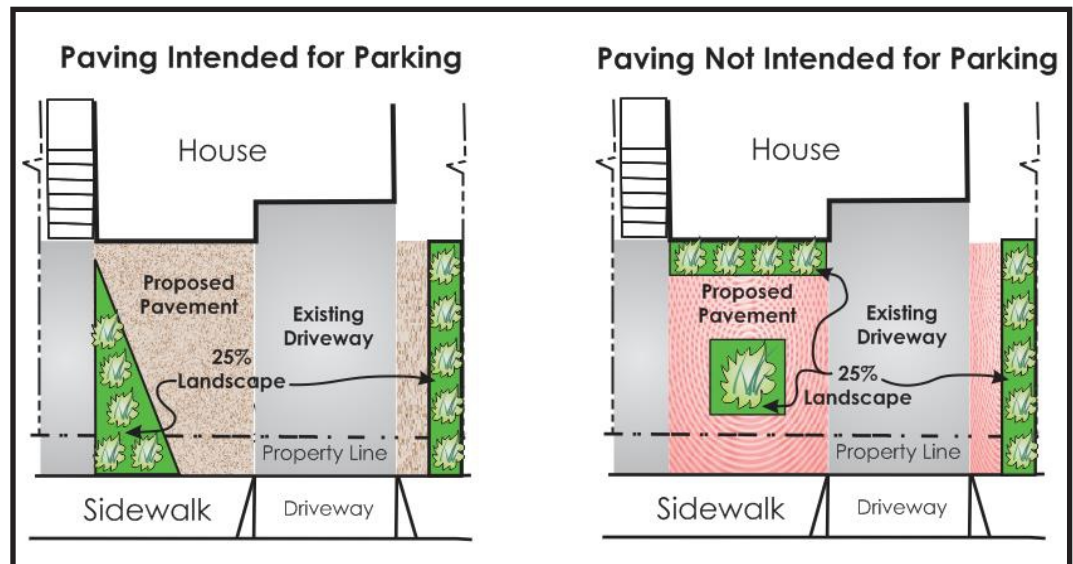 Paving Intended for Parking
House
Proposed
Pavement
Existing
Driveway
25%
Landscape
Property Line
Sidewalk
Driveway
Paving Not Intended for Parking
House
Proposed
Pavement
Existing
Driveway
25%
Landscape
Property Line
Sidewalk
Driveway